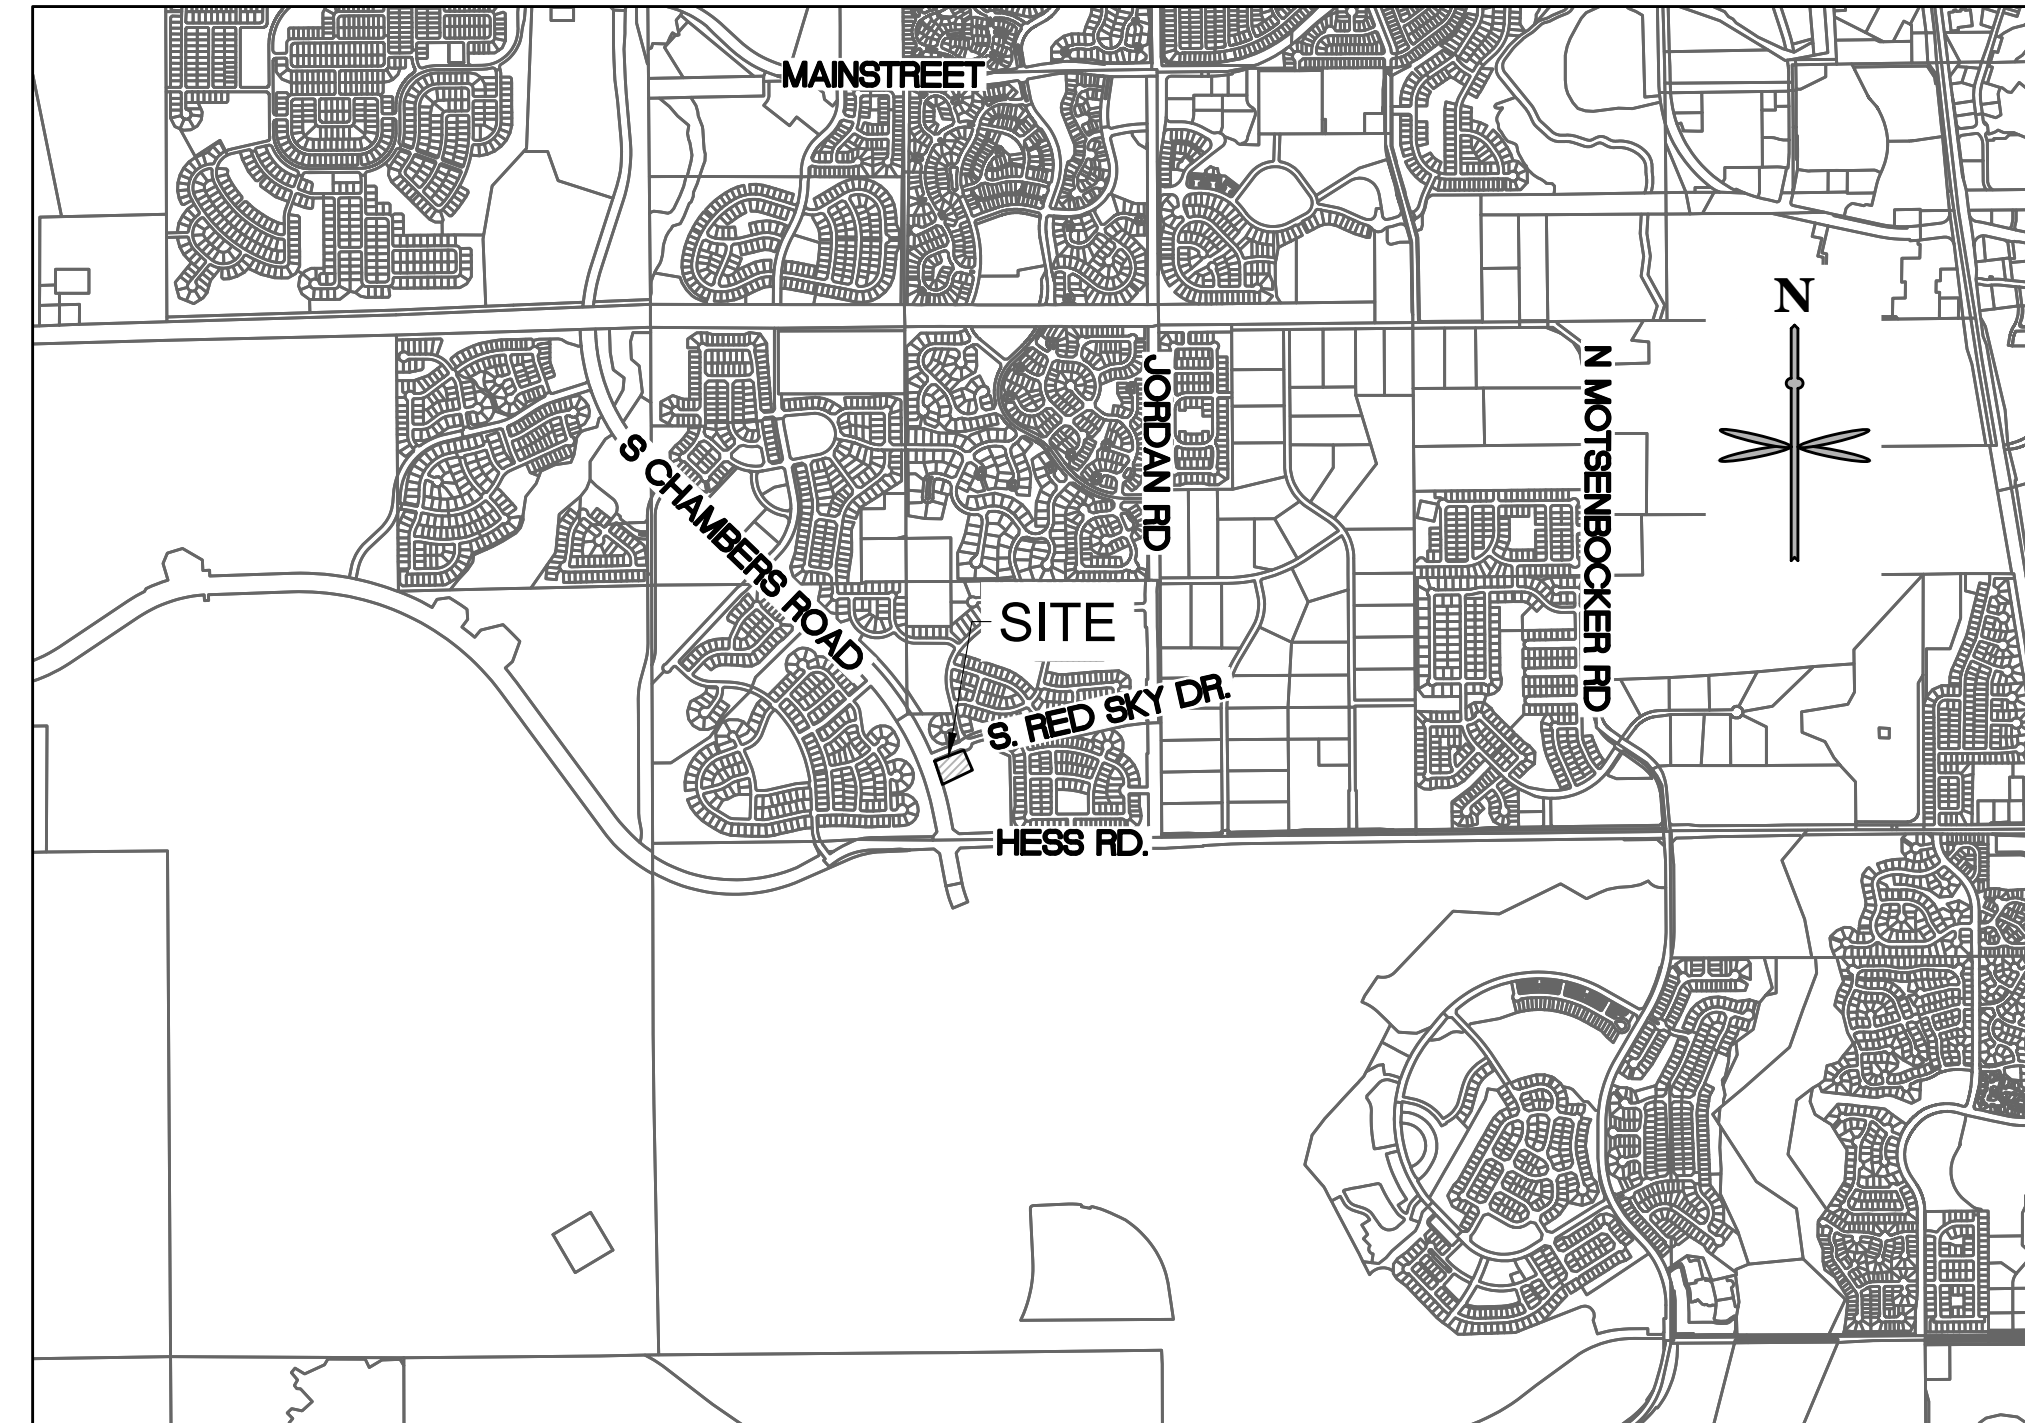 MAINSTREET
N
JORDAN RD
N MOTSENBOCKER RD
S CHAMBERS ROAD
SITE
S. RED SKY DR.
HESS RD.